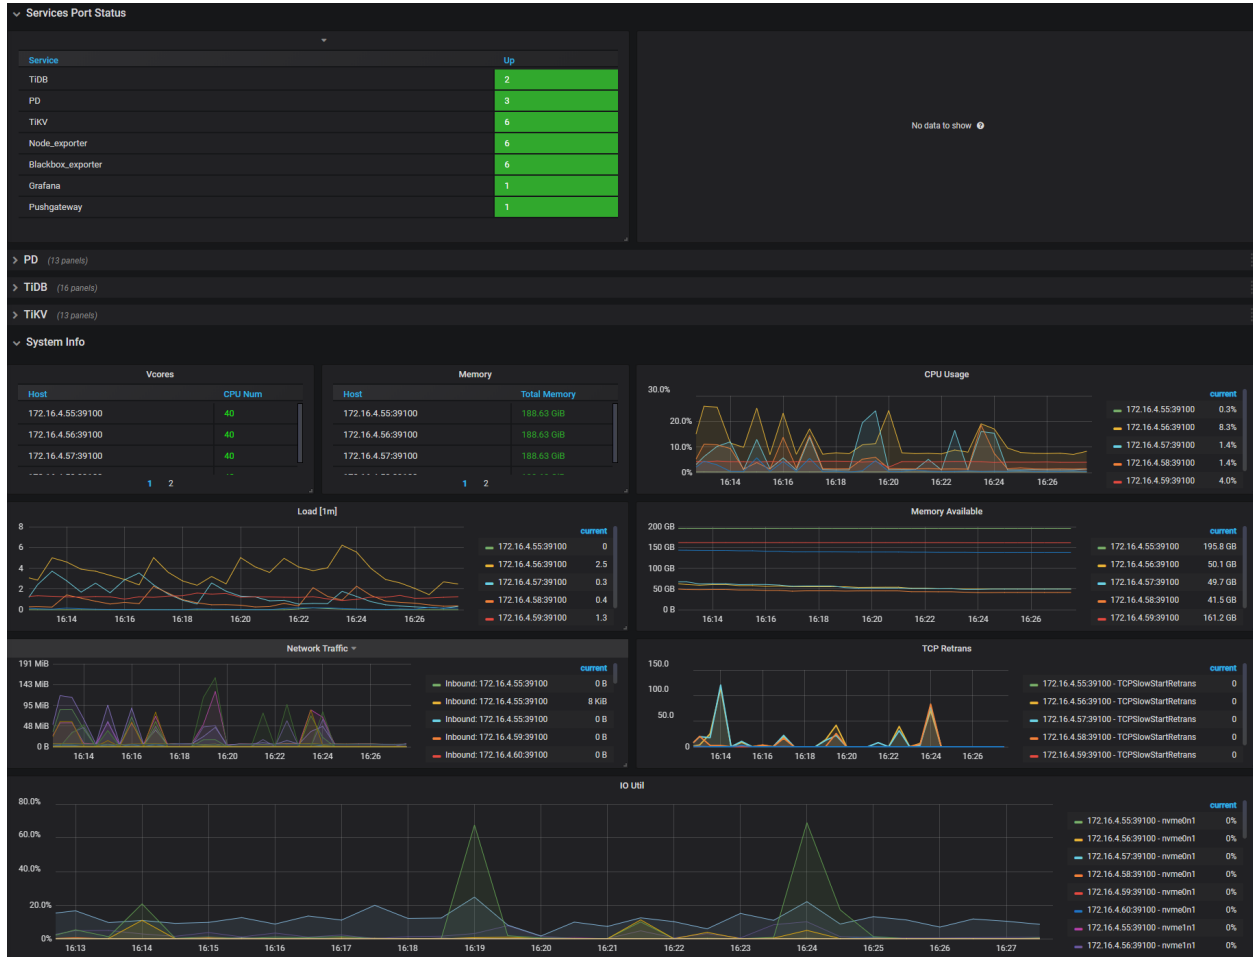 Services Port Status
Service Up
TiDB 2
PD 3
TiKV 6
Node_exporter 6
Blackbox_exporter 6
Grafana 1
Pushgateway 1
No data to show
PD (13 panels)
TiDB (16 panels)
TiKV (13 panels)
System Info
Vcores
Host CPU Num
172.16.4.55:39100 40
172.16.4.56:39100 40
172.16.4.57:39100 40
1 2
Memory
Host Total Memory
172.16.4.55:39100 188.63 GiB
172.16.4.56:39100 188.63 GiB
172.16.4.57:39100 188.63 GiB
1 2
CPU Usage
30.0%
20.0%
10.0%
0%
16:14 16:16 16:18 16:20 16:22 16:24 16:26
current
172.16.4.55:39100 0.3%
172.16.4.56:39100 8.3%
172.16.4.57:39100 1.4%
172.16.4.58:39100 1.4%
172.16.4.59:39100 4.0%
Load [1m]
8
6
4
2
0
16:14 16:16 16:18 16:20 16:22 16:24 16:26
current
172.16.4.55:39100 0
172.16.4.56:39100 2.5
172.16.4.57:39100 0.3
172.16.4.58:39100 0.4
172.16.4.59:39100 1.3
Memory Available
200 GB
150 GB
100 GB
50 GB
0 B
16:14 16:16 16:18 16:20 16:22 16:24 16:26
current
172.16.4.55:39100 195.8 GB
172.16.4.56:39100 50.1 GB
172.16.4.57:39100 49.7 GB
172.16.4.58:39100 41.5 GB
172.16.4.59:39100 161.2 GB
Network Traffic
191 MiB
143 MiB
95 MiB
48 MiB
0 B
16:14 16:16 16:18 16:20 16:22 16:24 16:26
current
Inbound: 172.16.4.55:39100 0 B
Inbound: 172.16.4.55:39100 8 KiB
Inbound: 172.16.4.55:39100 0 B
Inbound: 172.16.4.59:39100 0 B
Inbound: 172.16.4.60:39100 0 B
TCP Retrans
150.0
100.0
50.0
0
16:14 16:16 16:18 16:20 16:22 16:24 16:26
current
172.16.4.55:39100 - TCPSlowStartRetrans 0
172.16.4.56:39100 - TCPSlowStartRetrans 0
172.16.4.57:39100 - TCPSlowStartRetrans 0
172.16.4.58:39100 - TCPSlowStartRetrans 0
172.16.4.59:39100 - TCPSlowStartRetrans 0
IO Util
80.0%
60.0%
40.0%
20.0%
0%
16:13 16:14 16:15 16:16 16:17 16:18 16:19 16:20 16:21 16:22 16:23 16:24 16:25 16:26 16:27
current
172.16.4.55:39100 - nvme0n1 0%
172.16.4.56:39100 - nvme0n1 0%
172.16.4.57:39100 - nvme0n1 0%
172.16.4.58:39100 - nvme0n1 0%
172.16.4.59:39100 - nvme0n1 0%
172.16.4.60:39100 - nvme0n1 0%
172.16.4.55:39100 - nvme1n1 0%
172.16.4.56:39100 - nvme1n1 0%